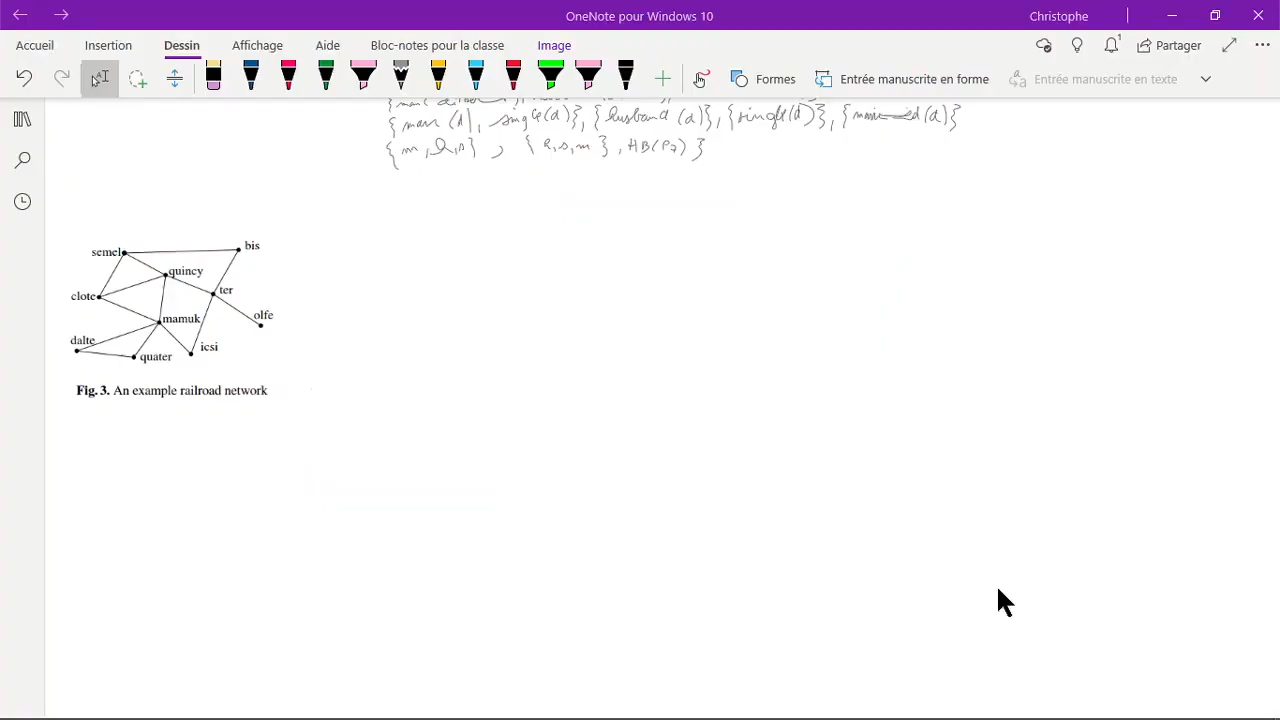 OneNote pour Windows 10
Christophe
Accueil Insertion Dessin Affichage Aide Bloc-notes pour la classe Image
Partager
Formes Entrée manuscrite en forme Entrée manuscrite en texte
{man(d), single(d)}, {husband(d)}, {single(d)},
{m, h, s}, {h, s, m}, HB(P7) }
semel bis
quincy
clote ter
mamuk olfe
dalte icsi
quater
Fig. 3. An example railroad network